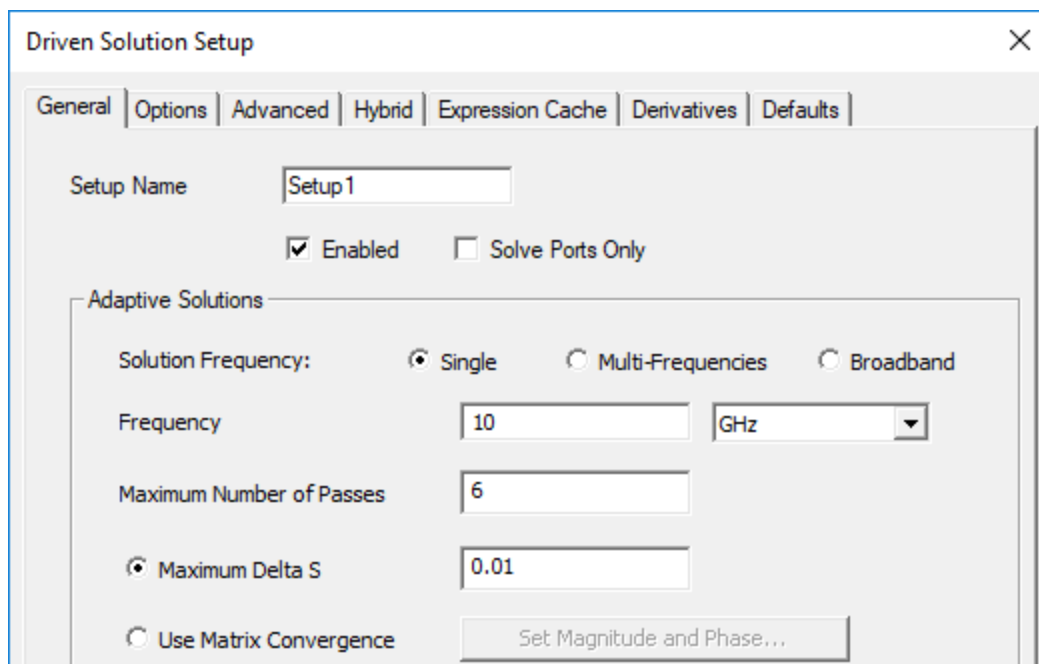 Driven Solution Setup
General Options Advanced Hybrid Expression Cache Derivatives Defaults
Setup Name Setup1
Enabled Solve Ports Only
Adaptive Solutions
Solution Frequency: Single Multi-Frequencies Broadband
Frequency 10 GHz
Maximum Number of Passes 6
Maximum Delta S 0.01
Use Matrix Convergence Set Magnitude and Phase...